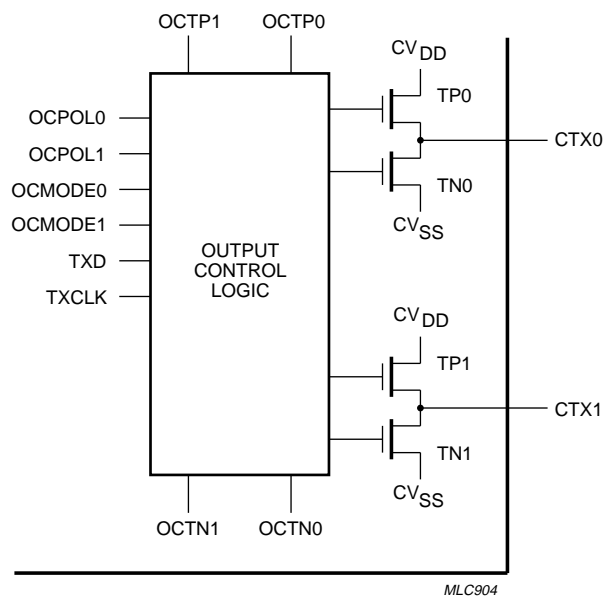 OCTP1 OCTP0
CVDD
TP0
OCPOL0
CTX0
OCPOL1
TN0
OCMODE0
CVSS
OCMODE1
OUTPUT
CONTROL
LOGIC
TXD
TXCLK
CVDD
TP1
CTX1
TN1
CVSS
OCTN1 OCTN0
MLC904